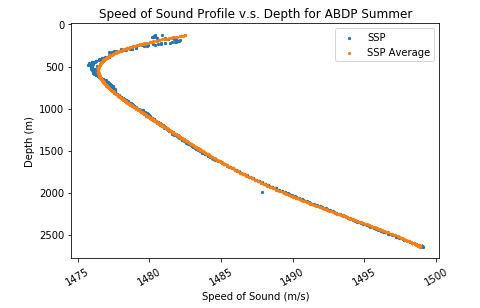 Speed of Sound Profile v.s. Depth for ABDP Summer
SSP
SSP Average
Depth (m)
0
500
1000
1500
2000
2500
1475
1480
1485
1490
1495
1500
Speed of Sound (m/s)